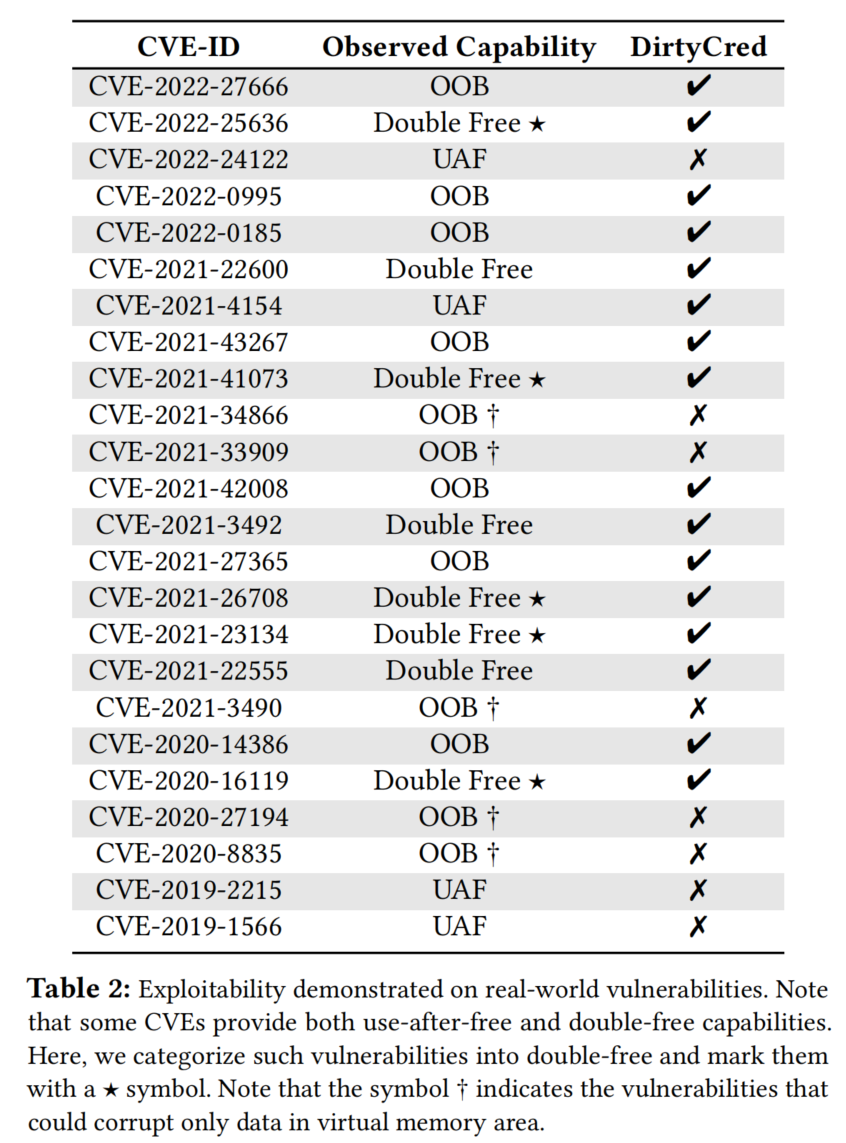 CVE-ID Observed Capability DirtyCred
CVE-2022-27666 OOB ✔
CVE-2022-25636 Double Free ★ ✔
CVE-2022-24122 UAF ✗
CVE-2022-0995 OOB ✔
CVE-2022-0185 OOB ✔
CVE-2021-22600 Double Free ✔
CVE-2021-4154 UAF ✔
CVE-2021-43267 OOB ✔
CVE-2021-41073 Double Free ★ ✔
CVE-2021-34866 OOB † ✗
CVE-2021-33909 OOB † ✗
CVE-2021-42008 OOB ✔
CVE-2021-3492 Double Free ✔
CVE-2021-27365 OOB ✔
CVE-2021-26708 Double Free ★ ✔
CVE-2021-23134 Double Free ★ ✔
CVE-2021-22555 Double Free ✔
CVE-2021-3490 OOB † ✗
CVE-2020-14386 OOB ✔
CVE-2020-16119 Double Free ★ ✔
CVE-2020-27194 OOB † ✗
CVE-2020-8835 OOB † ✗
CVE-2019-2215 UAF ✗
CVE-2019-1566 UAF ✗
Table 2: Exploitability demonstrated on real-world vulnerabilities. Note
that some CVEs provide both use-after-free and double-free capabilities.
Here, we categorize such vulnerabilities into double-free and mark them
with a ★ symbol. Note that the symbol † indicates the vulnerabilities that
could corrupt only data in virtual memory area.